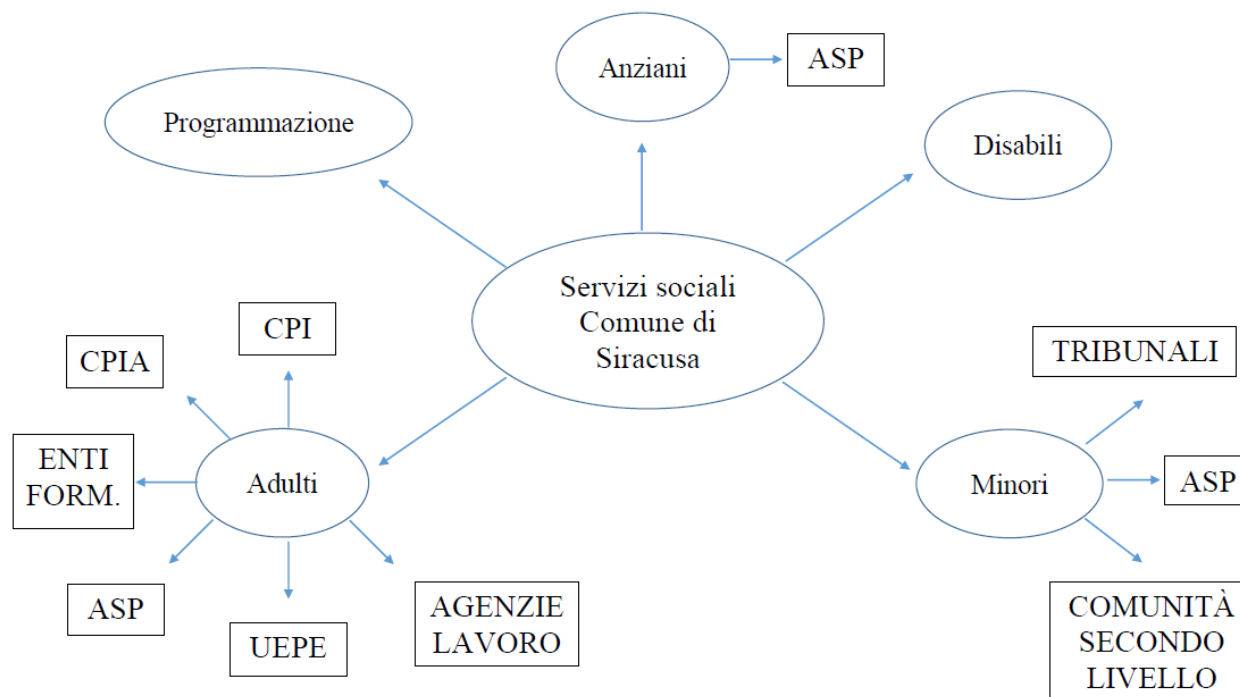 Anziani
ASP
Programmazione
Disabili
Servizi sociali
Comune di
Siracusa
CPI
CPIA
TRIBUNALI
ENTI
FORM.
Adulti
Minori
ASP
ASP
UEPE
AGENZIE
LAVORO
COMUNITÀ
SECONDO
LIVELLO